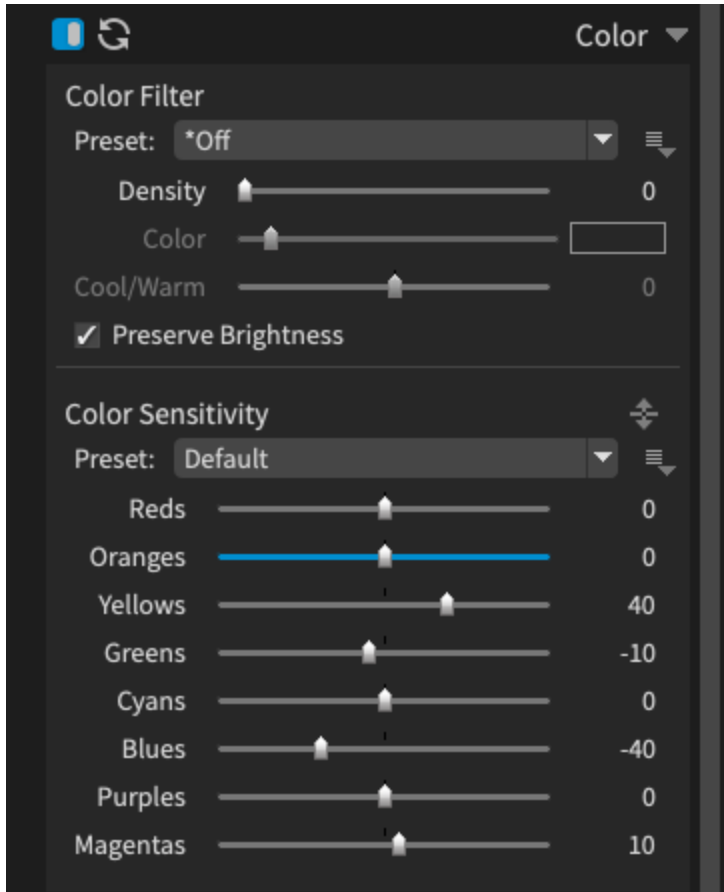 Color
Color Filter
Preset: *Off
Density 0
Color
Cool/Warm 0
Preserve Brightness
Color Sensitivity
Preset: Default
Reds 0
Oranges 0
Yellows 40
Greens -10
Cyans 0
Blues -40
Purples 0
Magentas 10